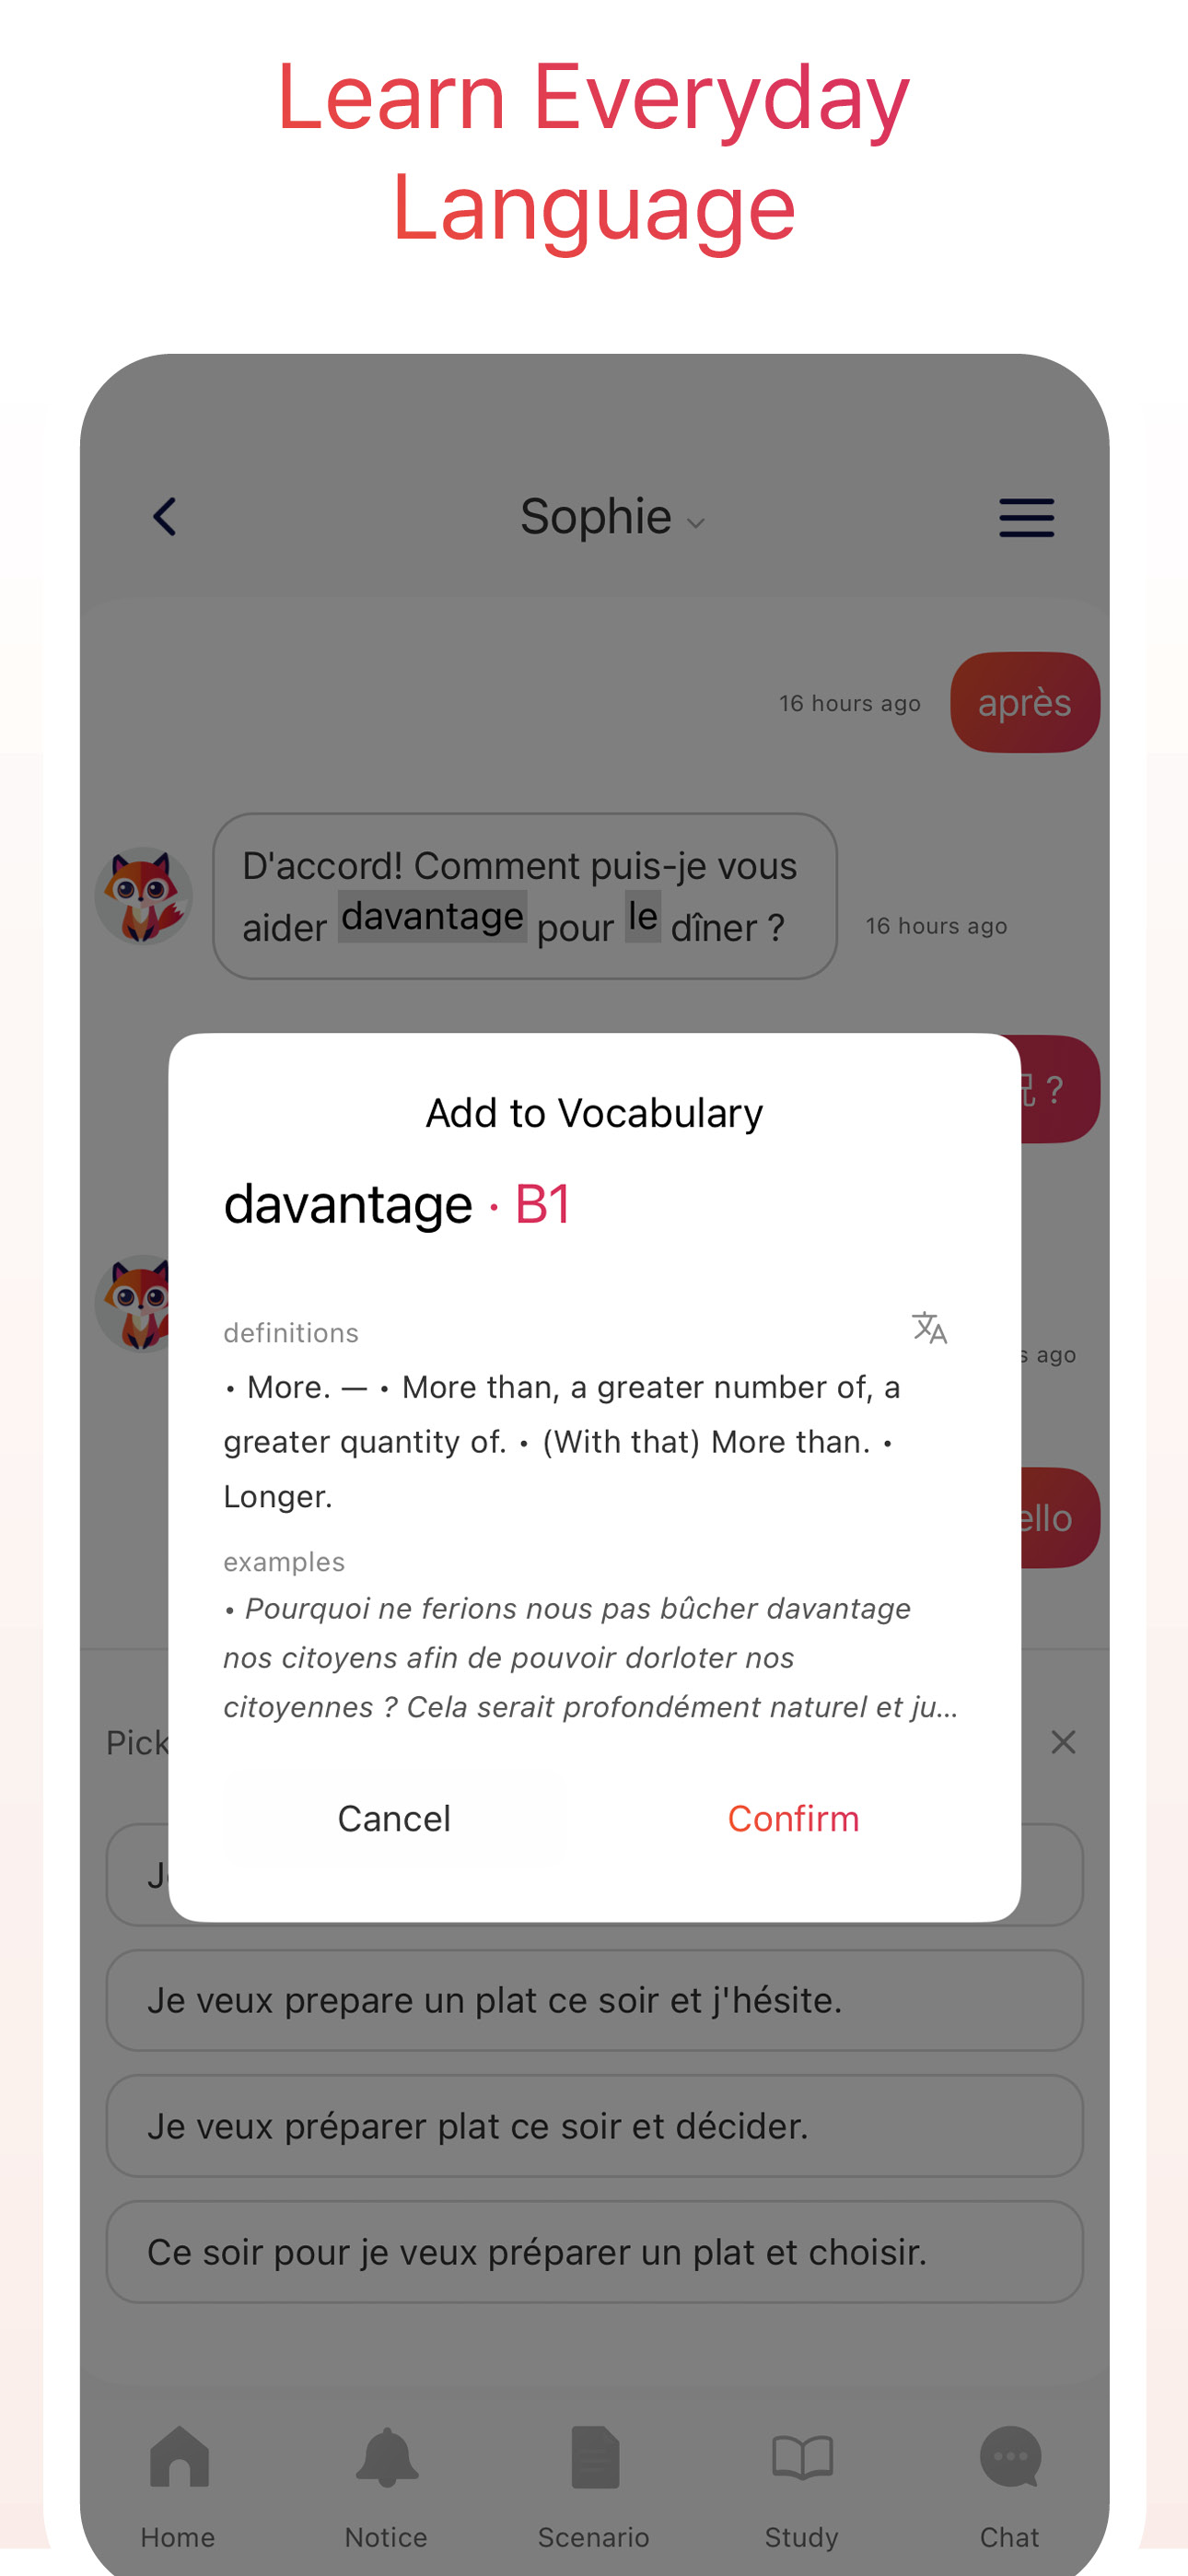 Learn Everyday
Language
Sophie
16 hours ago
après
D'accord! Comment puis-je vous
aider davantage pour le dîner ?
16 hours ago
?
Add to Vocabulary
davantage · B1
definitions
s ago
• More. — • More than, a greater number of, a
greater quantity of. • (With that) More than. •
Longer.
ello
examples
• Pourquoi ne ferions nous pas bûcher davantage
nos citoyens afin de pouvoir dorloter nos
citoyennes ? Cela serait profondément naturel et ju...
Pick
Cancel
Confirm
Je veux prepare un plat ce soir et j'hésite.
Je veux préparer plat ce soir et décider.
Ce soir pour je veux préparer un plat et choisir.
Home
Notice
Scenario
Study
Chat